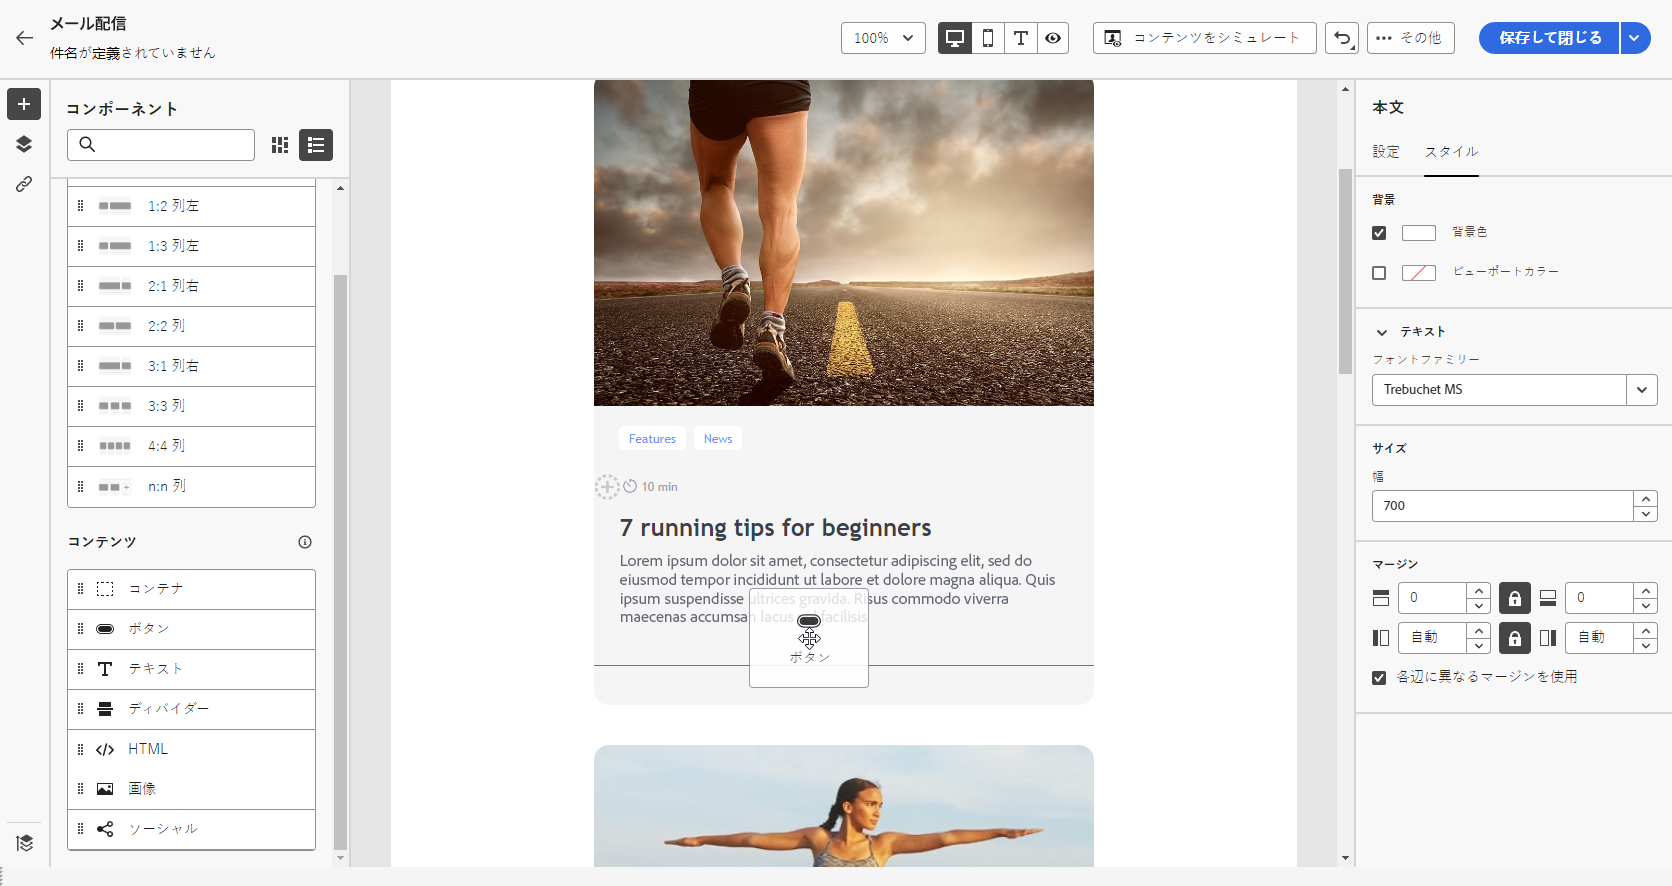 メール配信
件名が定義されていません
100%
コンテンツをシミュレート
その他
保存して閉じる
コンポーネント
1:2 列左
1:3 列左
2:1 列右
2:2 列
3:1 列右
3:3 列
4:4 列
n:n 列
コンテンツ
コンテナ
ボタン
テキスト
ディバイダー
HTML
画像
ソーシャル
Features
News
10 min
7 running tips for beginners
Lorem ipsum dolor sit amet, consectetur adipiscing elit, sed do
eiusmod tempor incididunt ut labore et dolore magna aliqua. Quis
ipsum suspendisse ultrices gravida. Risus commodo viverra
maecenas accumsan lacus facilisis
ボタン
本文
設定
スタイル
背景
背景色
ビューポートカラー
テキスト
フォントファミリー
Trebuchet MS
サイズ
幅
700
マージン
0
0
自動
自動
各辺に異なるマージンを使用